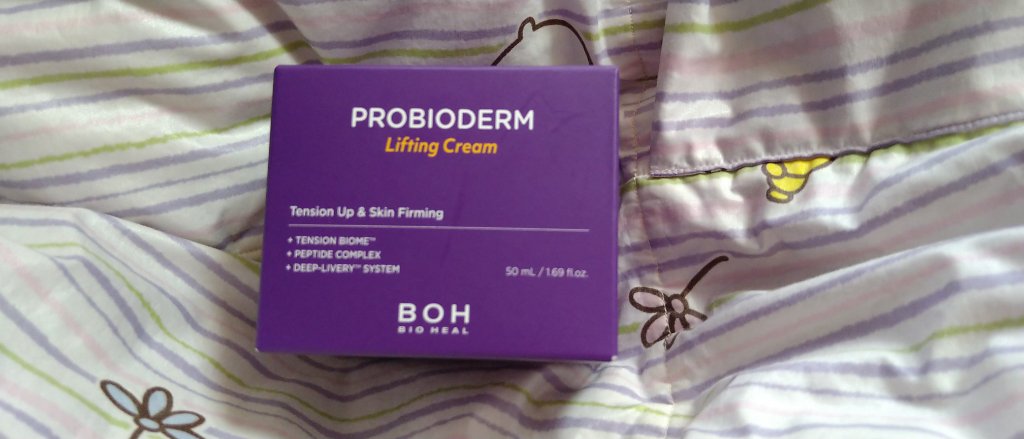 PROBIODERM
Lifting Cream
Tension Up & Skin Firming
+ TENSION BIOME™
+ PEPTIDE COMPLEX
+ DEEP-LIVERY™ SYSTEM
50 mL / 1.69 fl.oz.
BOH
BIO HEAL